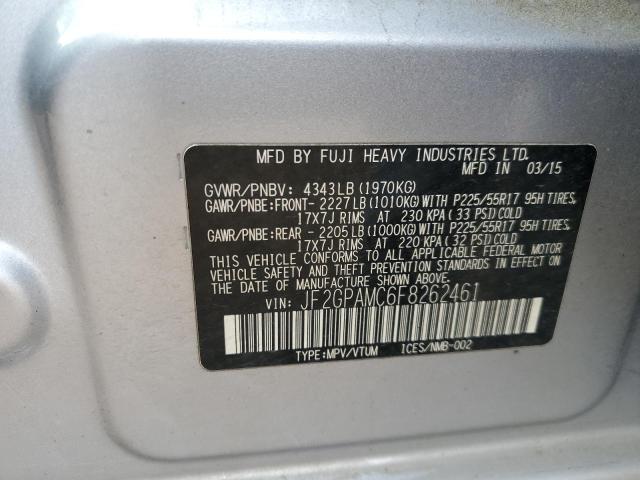 MFD BY FUJI HEAVY INDUSTRIES LTD.
MFD IN 03/15
GVWR/PNBV: 4343LB (1970KG)
GAWR/PNBE:FRONT- 2227LB (1010KG) WITH P225/55R17 95H TIRES,
17X7J RIMS AT 230 KPA (33 PSI) COLD
GAWR/PNBE:REAR - 2205LB (1000KG) WITH P225/55R17 95H TIRES,
17X7J RIMS AT 220 KPA (32 PSI) COLD
THIS VEHICLE CONFORMS TO ALL APPLICABLE FEDERAL MOTOR
VEHICLE SAFETY AND THEFT PREVENTION STANDARDS IN EFFECT ON
THE DATE OF MANUFACTURE SHOWN ABOVE.
VIN: JF2GPAMC6F8262461
TYPE:MPV/VTUM ICES/NMB-002